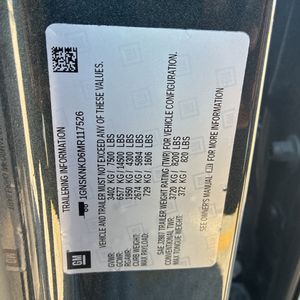 TRAILERING INFORMATION
1GNSKNKD6MR117526
VEHICLE AND TRAILER MUST NOT EXCEED ANY OF THESE VALUES.
GVWR: 3402 KG / 7500 LBS
GCWR: 6577 KG / 14500 LBS
RGAWR: 1950 KG / 4300 LBS
CURB WEIGHT: 2674 KG / 5894 LBS
MAX PAYLOAD: 729 KG / 1606 LBS
SAE J2807 TRAILER WEIGHT RATING (TWR) FOR VEHICLE CONFIGURATION.
CONVENTIONAL TWR: 3720 KG / 8200 LBS
MAX TONGUE WEIGHT: 372 KG / 820 LBS
SEE OWNER'S MANUAL FOR MORE INFORMATION
GM